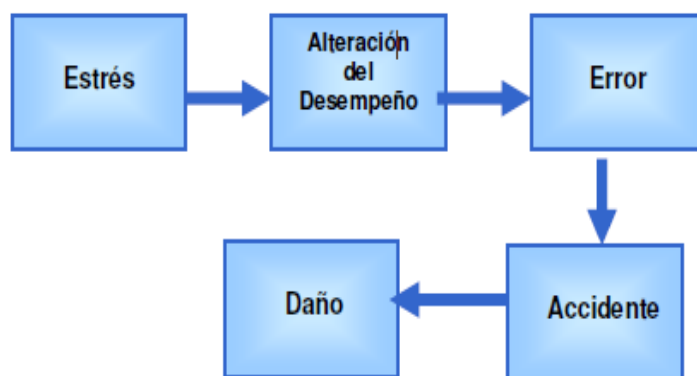 Estrés
Alteración
del
Desempeño
Error
Daño
Accidente